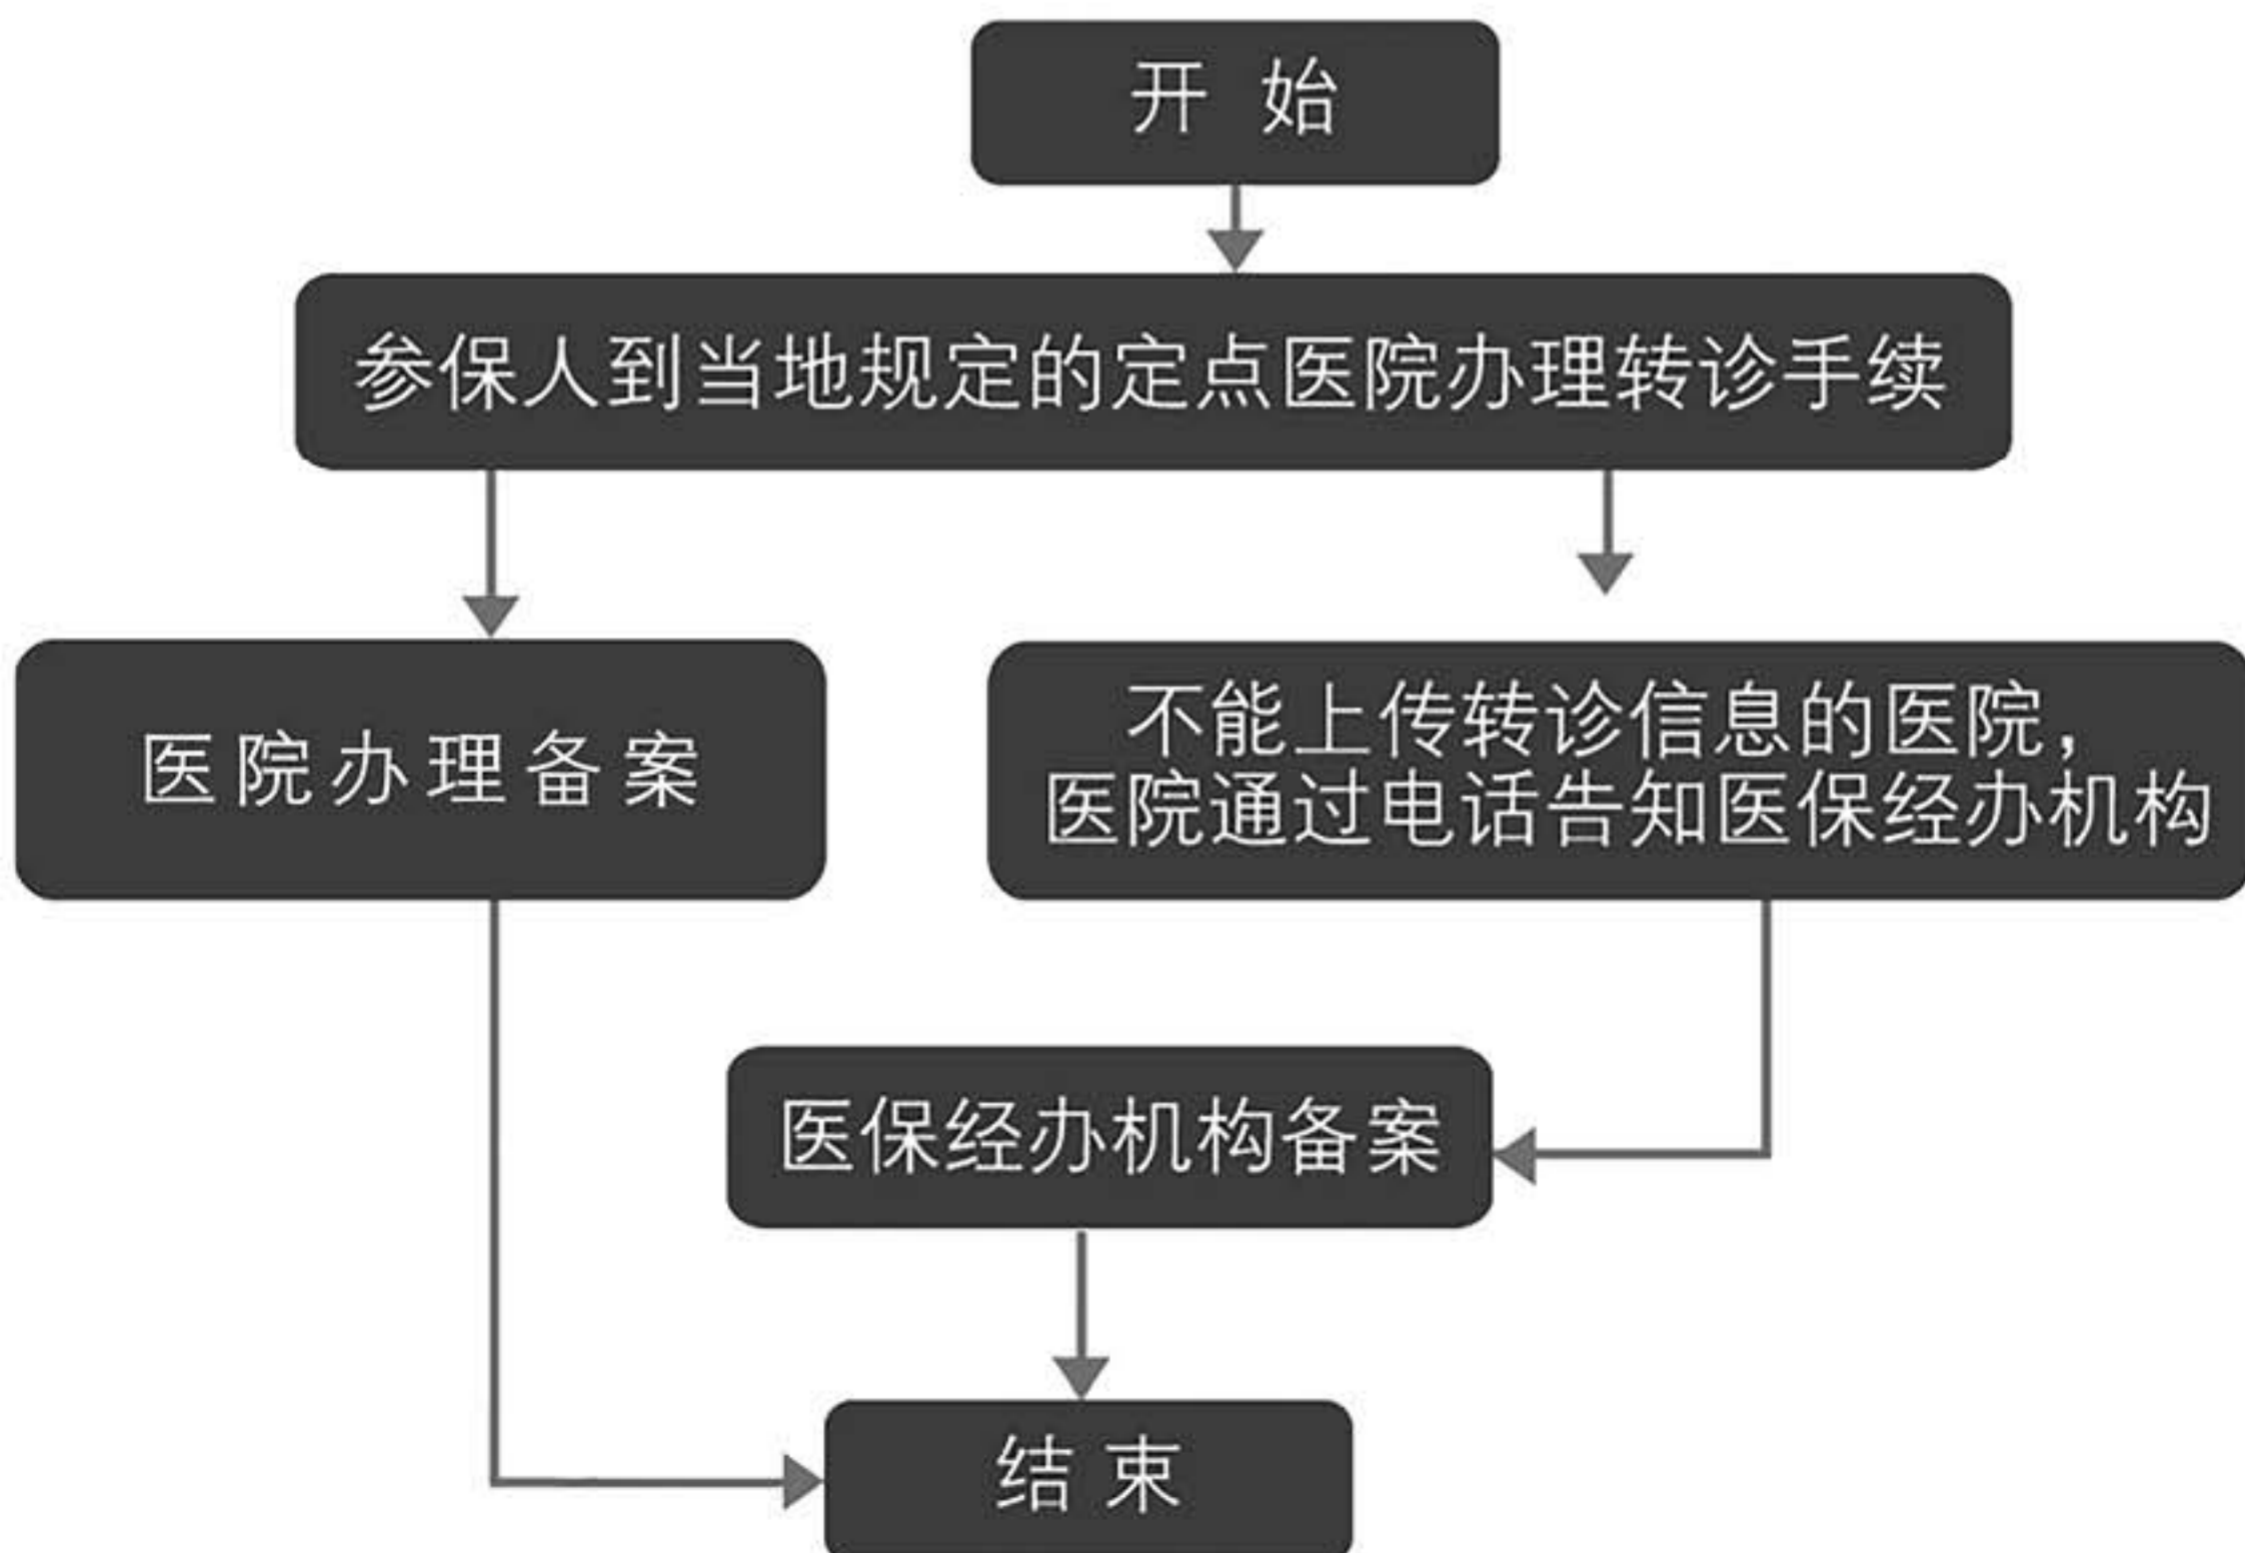 开始
参保人到当地规定的定点医院办理转诊手续
医院办理备案
不能上传转诊信息的医院，
医院通过电话告知医保经办机构
医保经办机构备案
结束